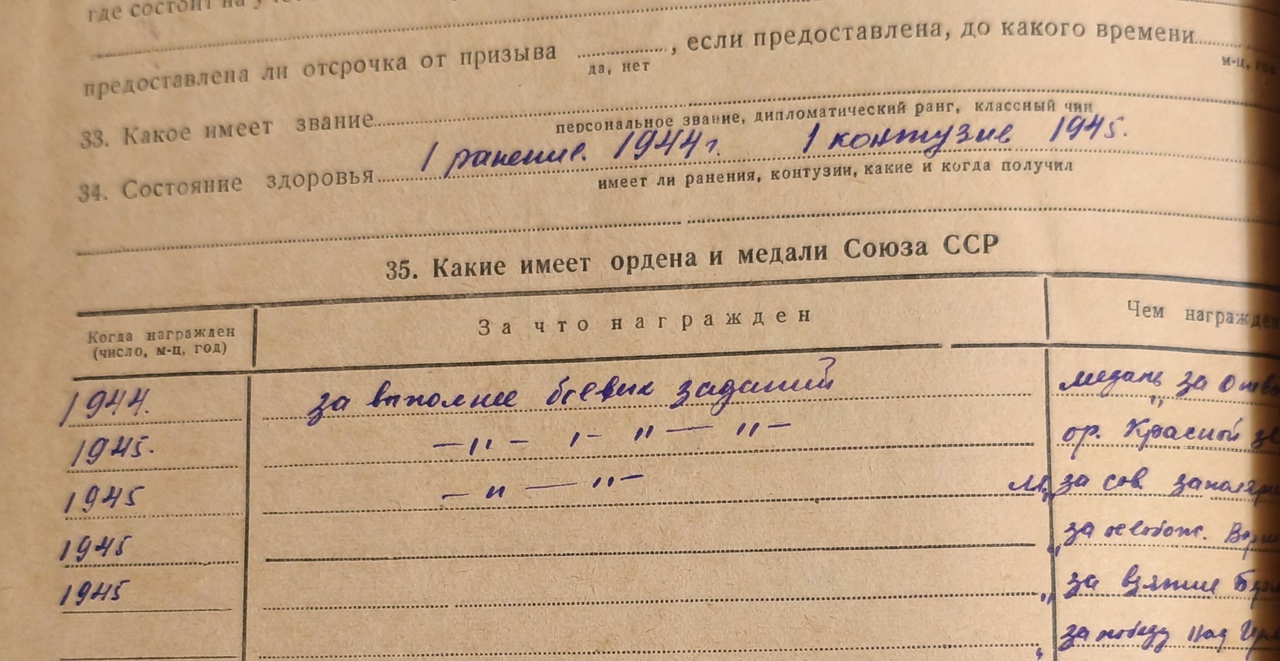 где состоит на
предоставлена ли отсрочка от призыва ........, если предоставлена, до какого времени
да, нет
33. Какое имеет звание
персональное звание, дипломатический ранг, классный чин
34. Состояние здоровья 1 ранение. 1944 г. 1 контузие 1945.
имеет ли ранения, контузии, какие и когда получил
35. Какие имеет ордена и медали Союза ССР
Когда награжден (число, м-ц, год) За что награжден Чем награжден
1944. за выполнее боевых заданий медаль за
1945. —"— "— "— "— ор. Красной
1945 —"— "— м. за сов
1945 " за освобож.
1945 " за взятие
" за победу над